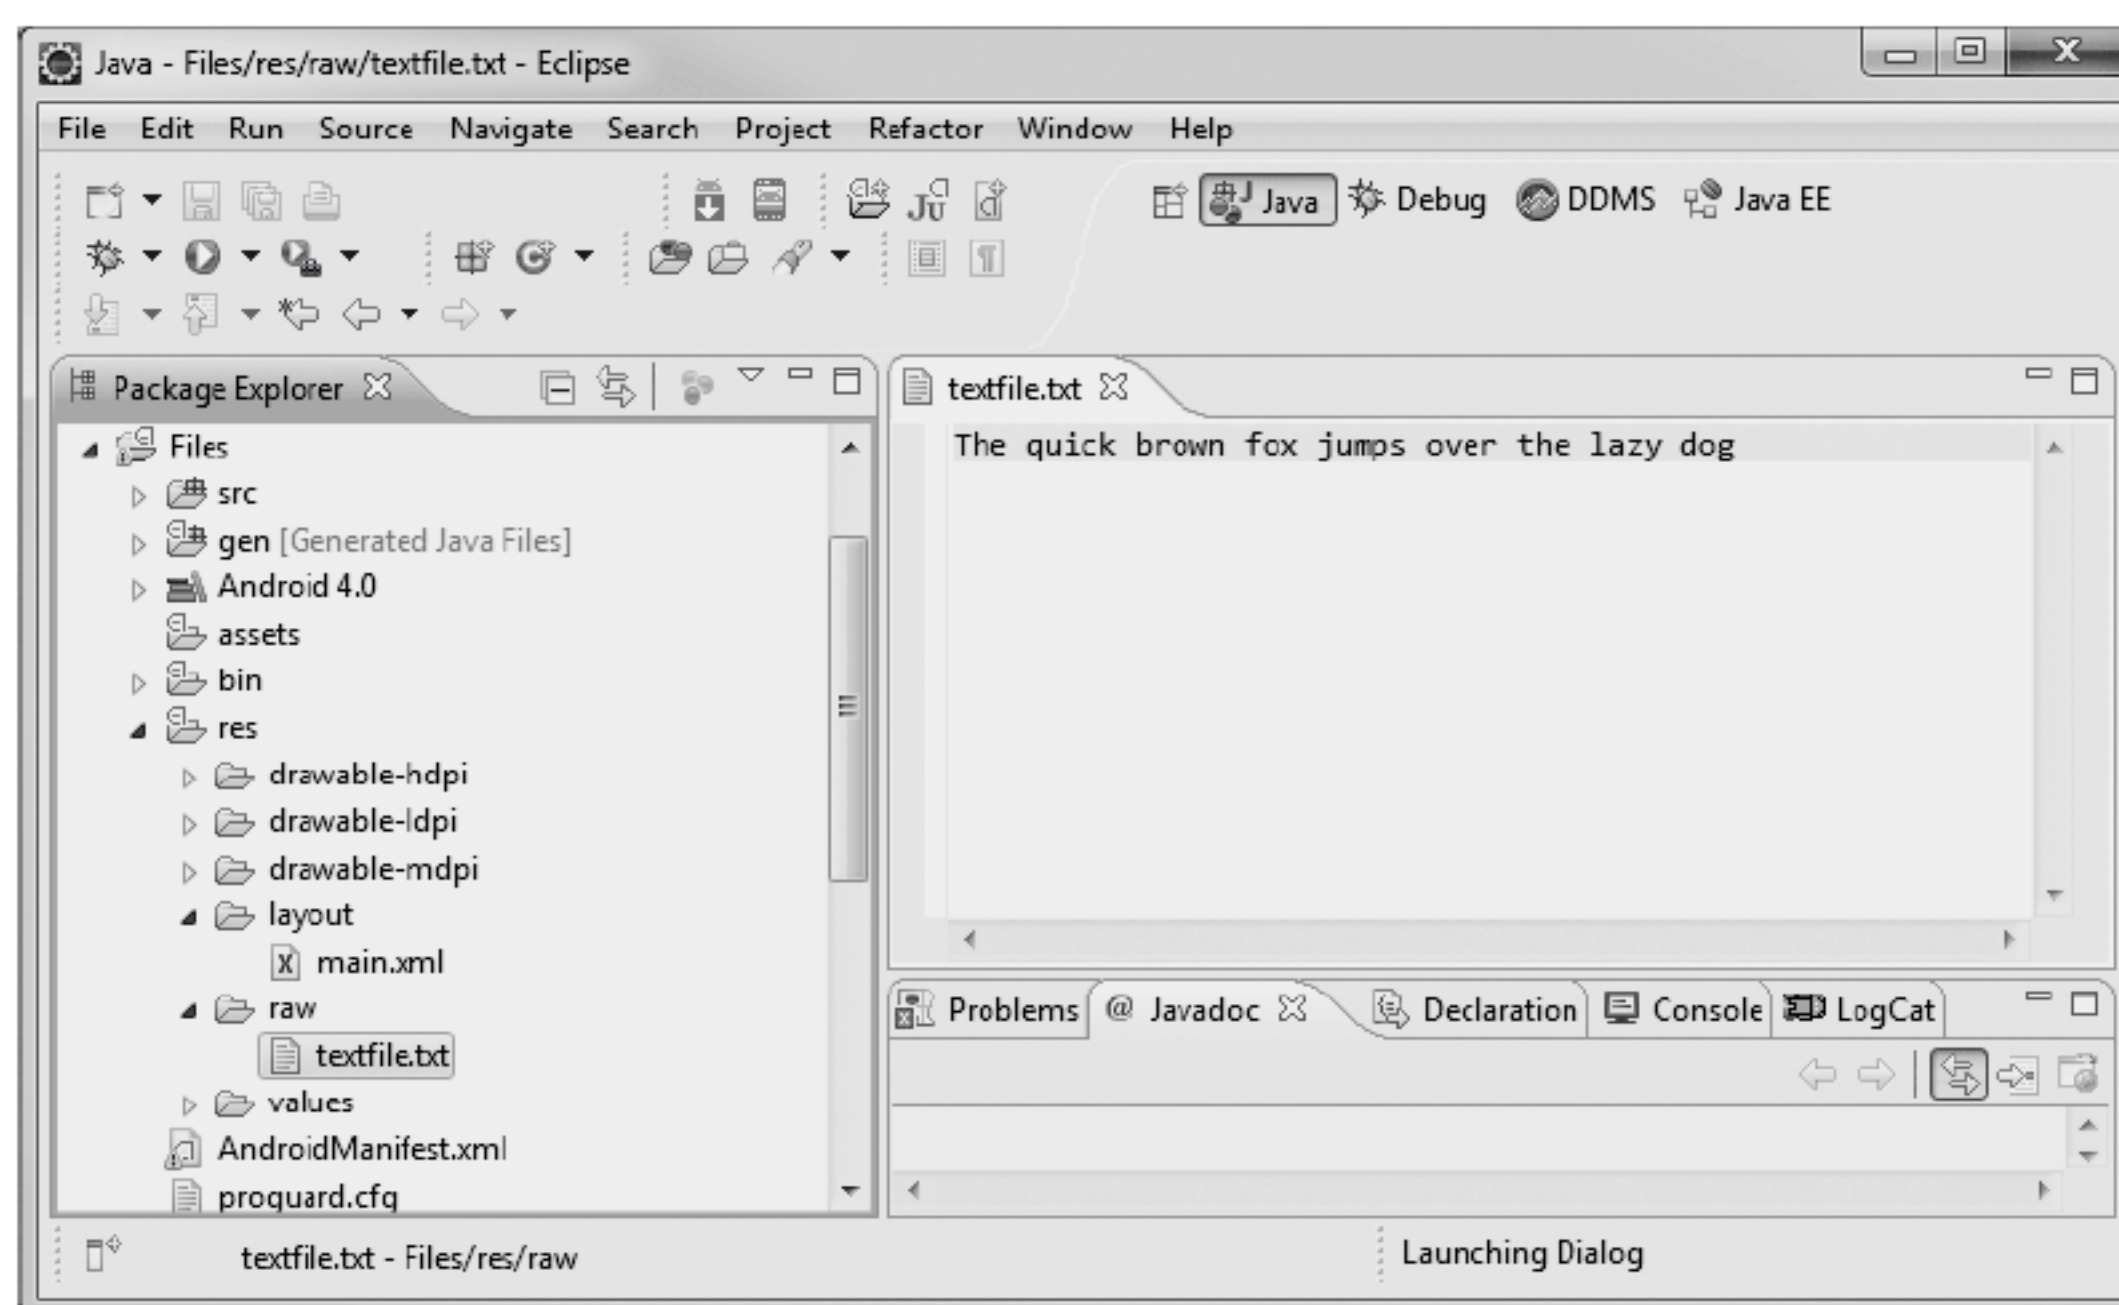 Java - Files/res/raw/textfile.txt - Eclipse
File Edit Run Source Navigate Search Project Refactor Window Help
Java Debug DDMS Java EE
Package Explorer
Files
src
gen [Generated Java Files]
Android 4.0
assets
bin
res
drawable-hdpi
drawable-ldpi
drawable-mdpi
layout
main.xml
raw
textfile.txt
values
AndroidManifest.xml
proguard.cfg
textfile.txt
The quick brown fox jumps over the lazy dog
Problems @ Javadoc Declaration Console LogCat
textfile.txt - Files/res/raw
Launching Dialog